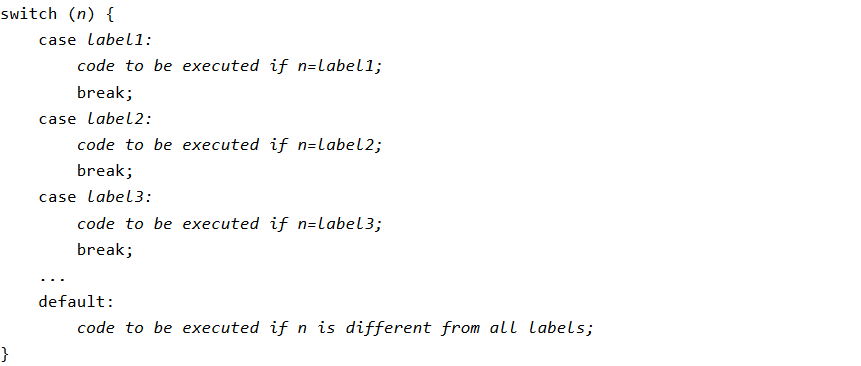 switch (n) {
    case label1:
        code to be executed if n=label1;
        break;
    case label2:
        code to be executed if n=label2;
        break;
    case label3:
        code to be executed if n=label3;
        break;
    ...
    default:
        code to be executed if n is different from all labels;
}